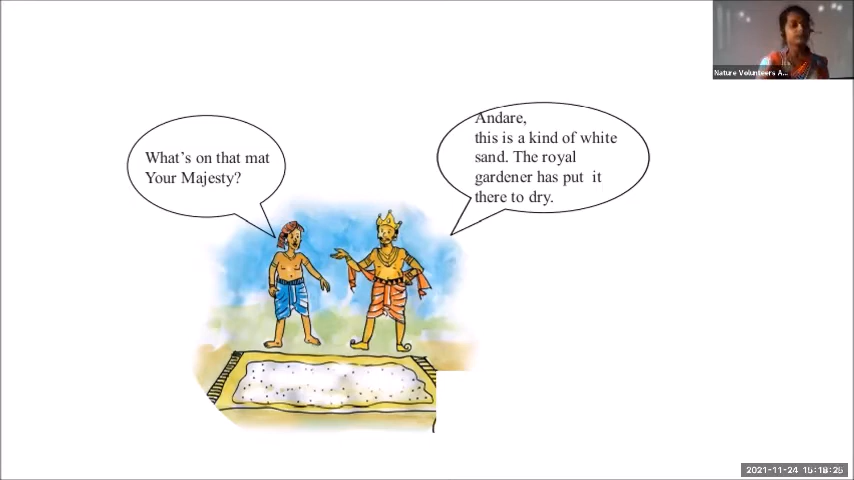 Nature Volunteers A...
What's on that mat
Your Majesty?
Andare,
this is a kind of white
sand. The royal
gardener has put it
there to dry.
2021-11-24 15:18:25